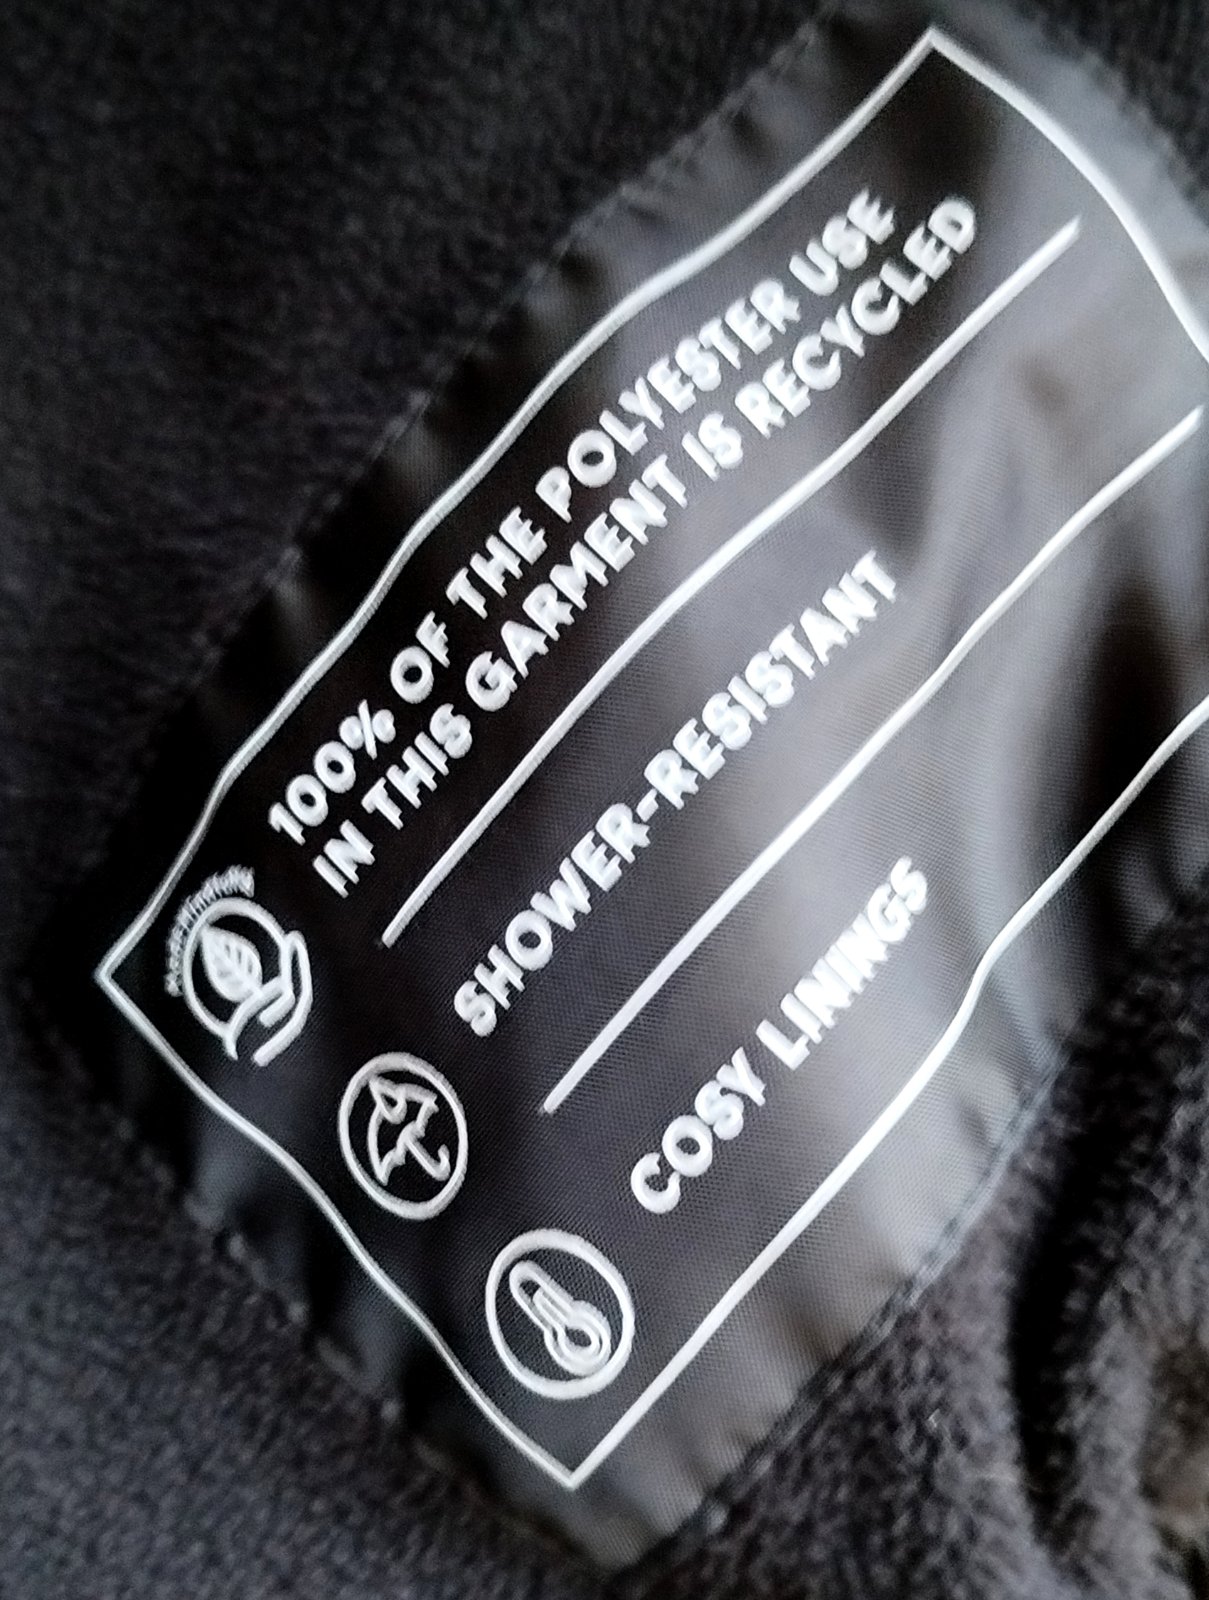 100% OF THE POLYESTER USE
IN THIS GARMENT IS RECYCLED
SHOWER-RESISTANT
COSY LININGS